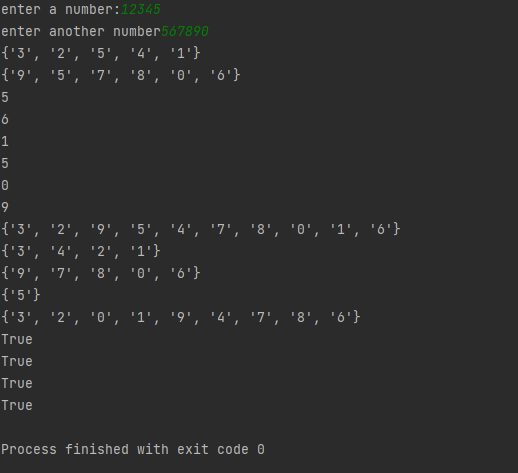 enter a number:12345
enter another number567890
{'3', '2', '5', '4', '1'}
{'9', '5', '7', '8', '0', '6'}
5
6
1
5
0
9
{'3', '2', '9', '5', '4', '7', '8', '0', '1', '6'}
{'3', '4', '2', '1'}
{'9', '7', '8', '0', '6'}
{'5'}
{'3', '2', '0', '1', '9', '4', '7', '8', '6'}
True
True
True
True
Process finished with exit code 0